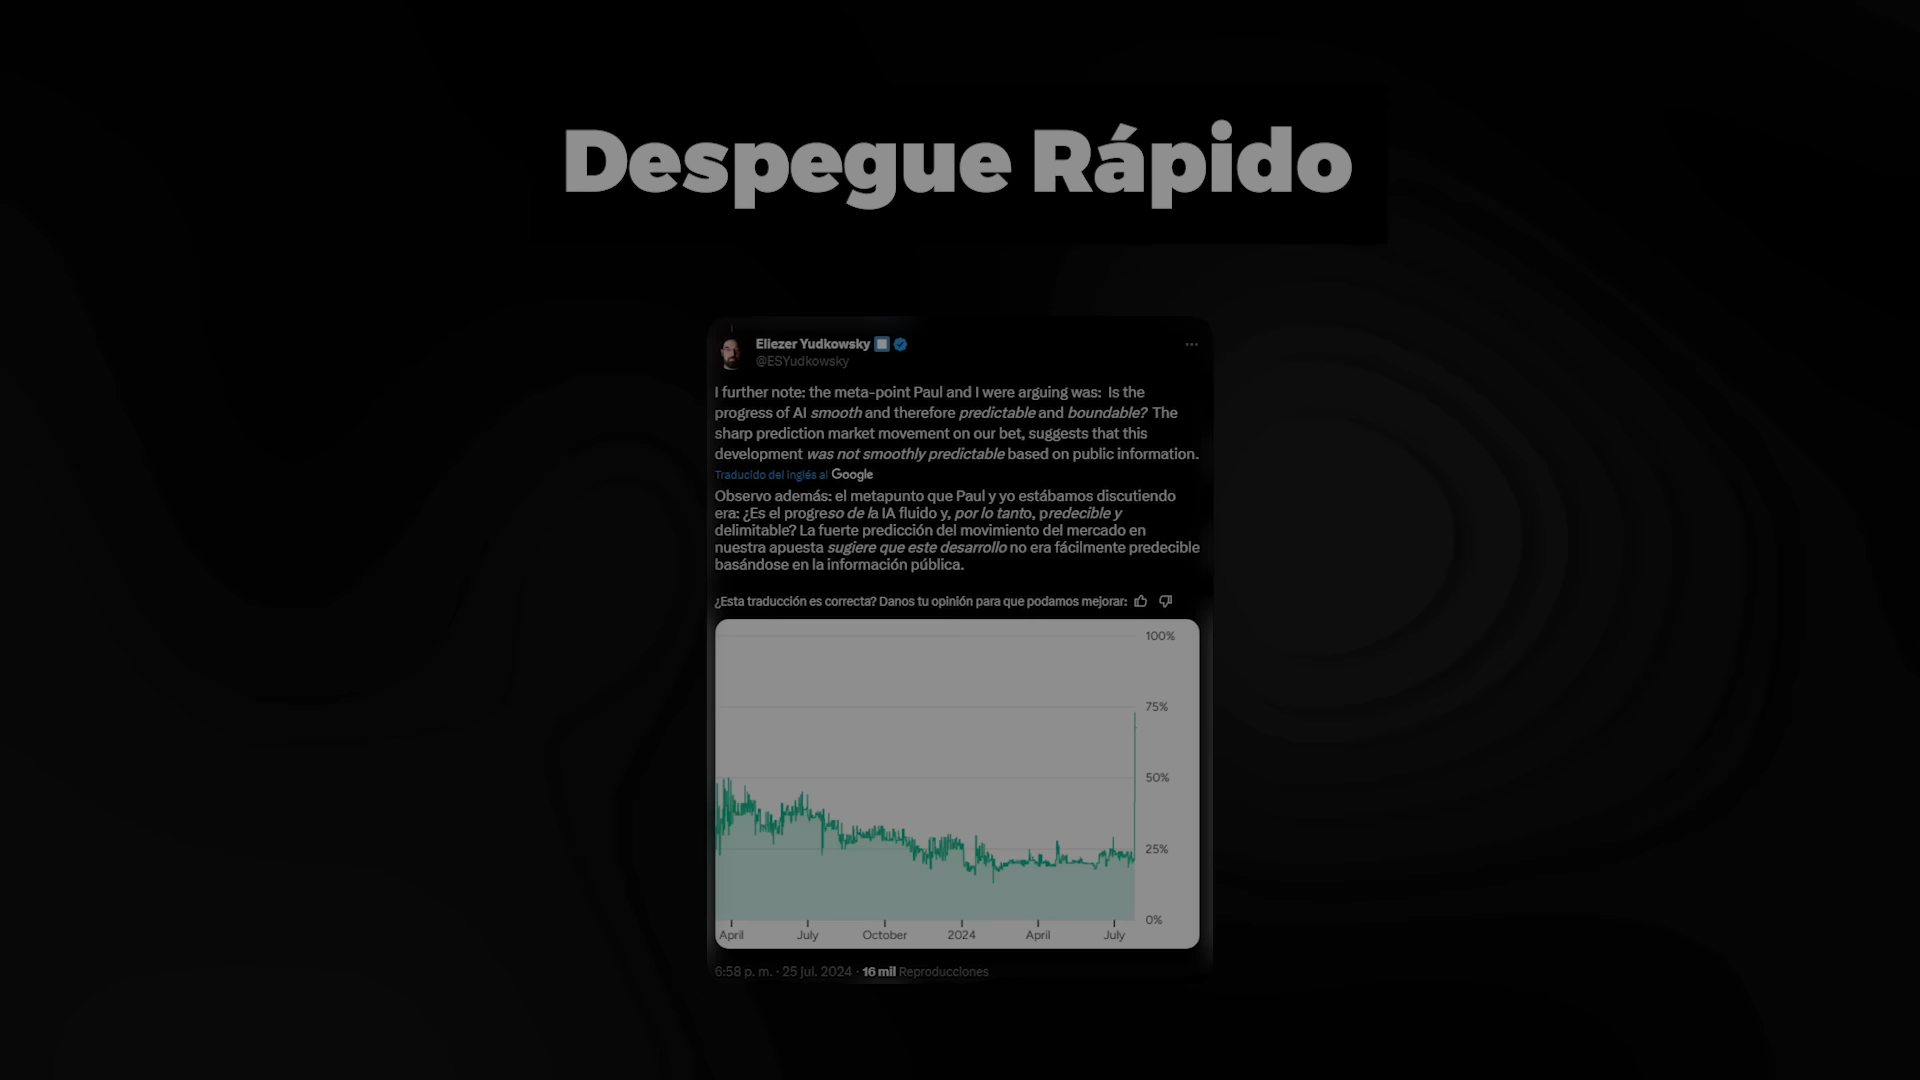 Despegue Rápido
Eliezer Yudkowsky
@ESYudkowsky
I further note: the meta-point Paul and I were arguing was: Is the
progress of AI smooth and therefore predictable and boundable? The
sharp prediction market movement on our bet, suggests that this
development was not smoothly predictable based on public information.
Traducido del inglés al Google
Observo además: el metapunto que Paul y yo estábamos discutiendo
era: ¿Es el progreso de la IA fluido y, por lo tanto, predecible y
delimitable? La fuerte predicción del movimiento del mercado en
nuestra apuesta sugiere que este desarrollo no era fácilmente predecible
basándose en la información pública.
¿Esta traducción es correcta? Danos tu opinión para que podamos mejorar:
100%
75%
50%
25%
0%
April July October 2024 April July
6:58 p. m. · 25 jul. 2024 · 16 mil Reproducciones